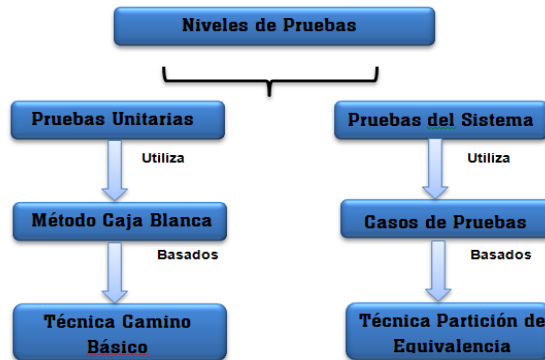 Niveles de Pruebas
Pruebas Unitarias
Pruebas del Sistema
Utiliza
Utiliza
Método Caja Blanca
Casos de Pruebas
Basados
Basados
Técnica Camino
Básico
Técnica Partición de
Equivalencia